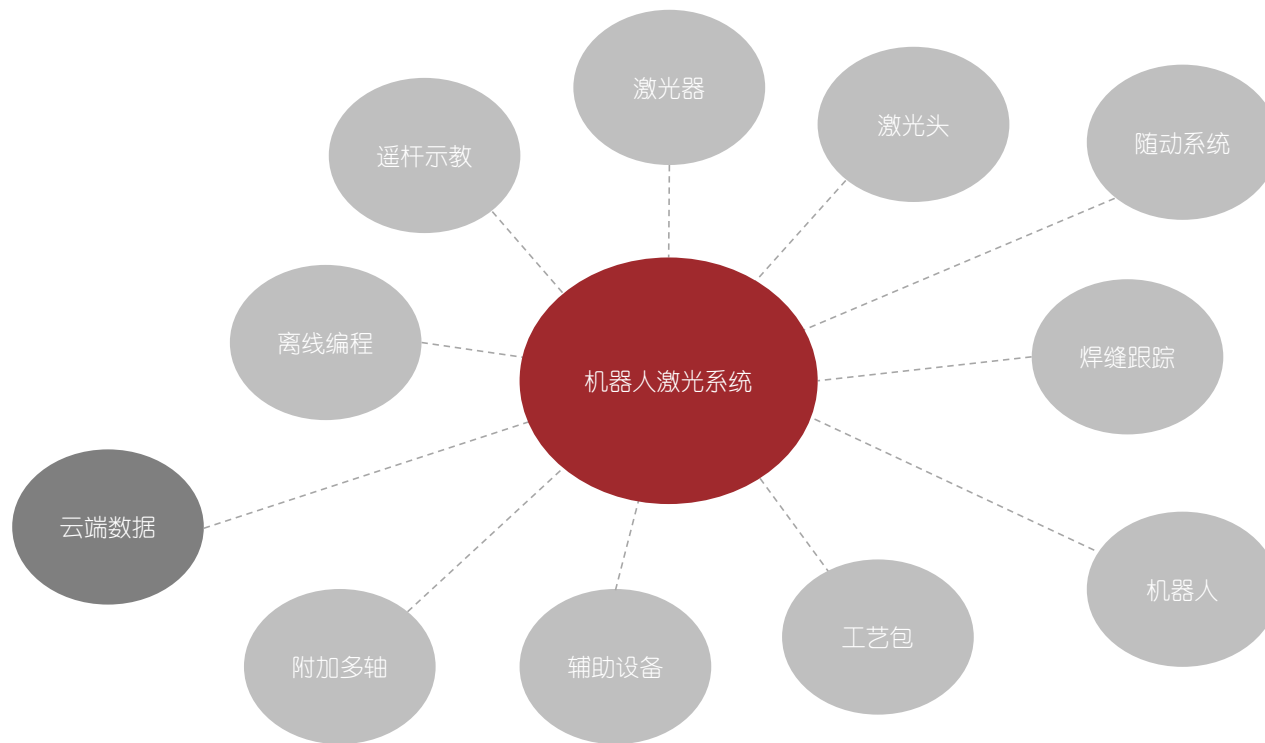 激光器
激光头
随动系统
遥杆示教
离线编程
机器人激光系统
焊缝跟踪
云端数据
机器人
工艺包
附加多轴
辅助设备